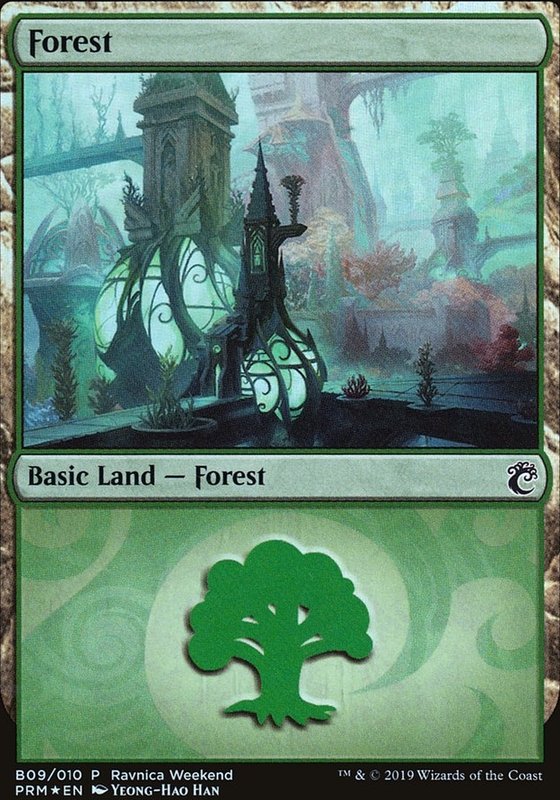 Forest
Basic Land — Forest
B09/010 P Ravnica Weekend
PRM★EN Yeong-Hao Han
™ & © 2019 Wizards of the Coast